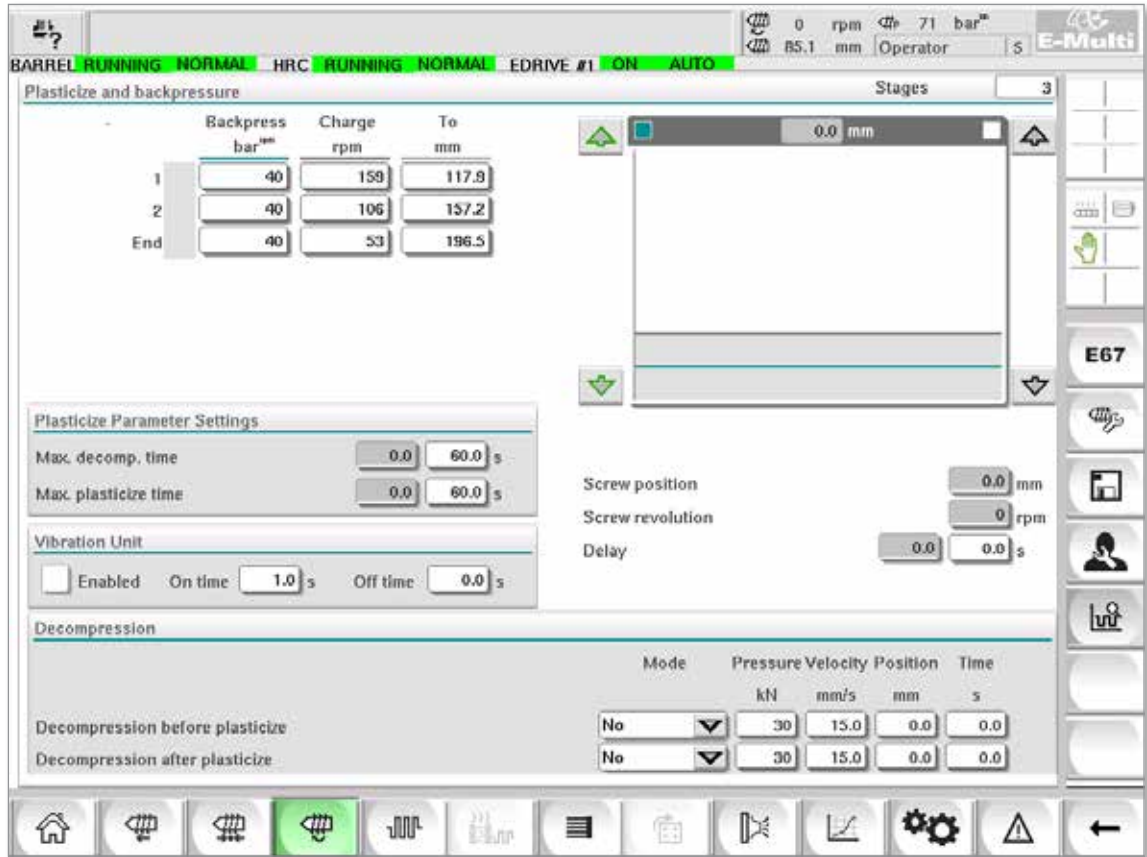 0 rpm 71 bar
85.1 mm Operator S E-Multi
BARREL RUNNING NORMAL HRC RUNNING NORMAL EDRIVE #1 ON AUTO
Plasticize and backpressure Stages 3
- Backpress Charge To 0.0 mm
bar rpm mm
1 40 159 117.9
2 40 106 157.2
End 40 53 196.5
E67
Plasticize Parameter Settings
Max. decomp. time 0.0 60.0 s
Max. plasticize time 0.0 60.0 s
Screw position 0.0 mm
Screw revolution 0 rpm
Delay 0.0 0.0 s
Vibration Unit
Enabled On time 1.0 s Off time 0.0 s
Decompression
Mode Pressure Velocity Position Time
kN mm/s mm s
Decompression before plasticize No 30 15.0 0.0 0.0
Decompression after plasticize No 30 15.0 0.0 0.0